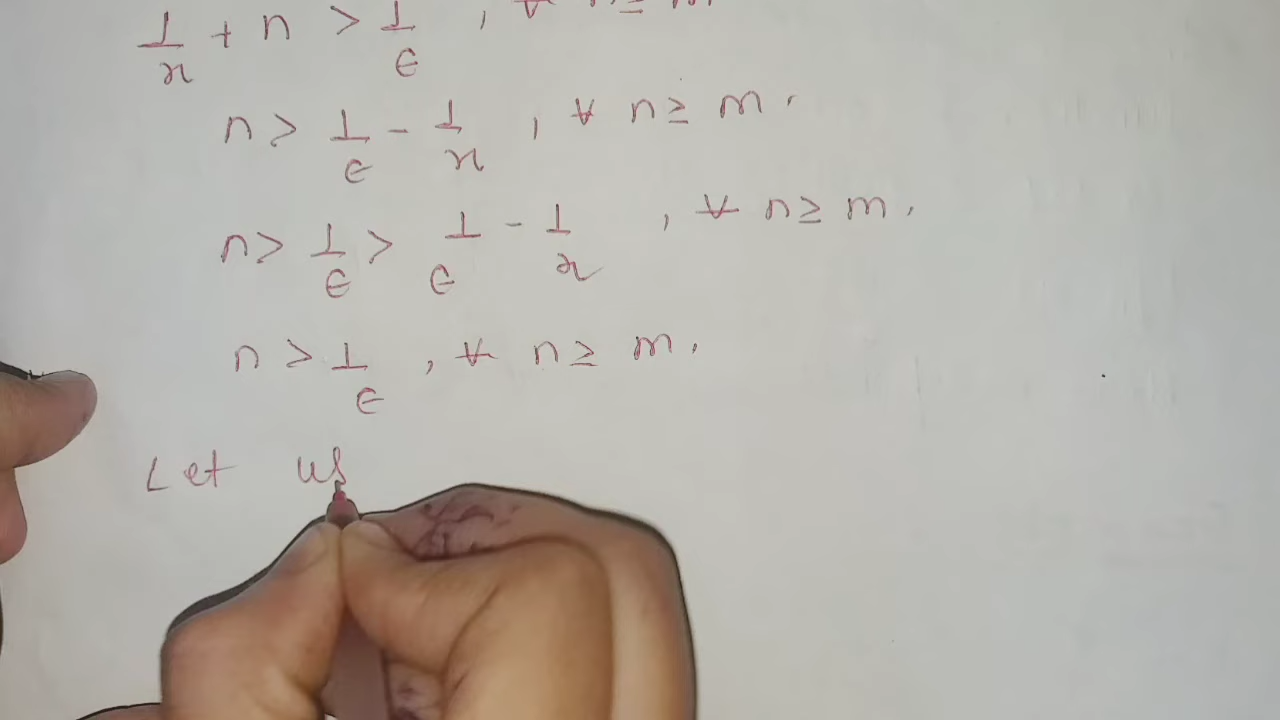 1/x + n > 1/ϵ , ∀ n ≥ m
n > 1/ϵ - 1/x , ∀ n ≥ m.
n > 1/ϵ > 1/ϵ - 1/x , ∀ n ≥ m.
n > 1/ϵ , ∀ n ≥ m.
Let us